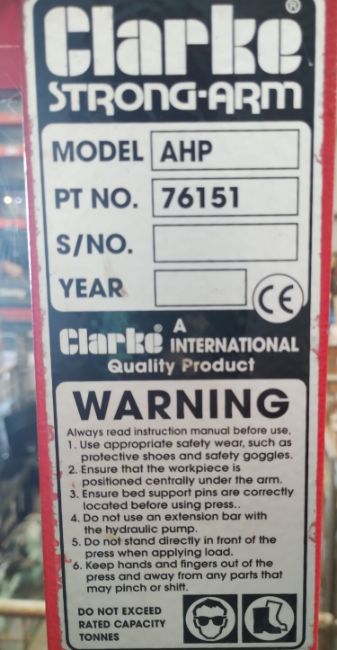 Clarke®
STRONG-ARM
MODEL AHP
PT NO. 76151
S/NO.
YEAR
CE
Clarke A INTERNATIONAL
Quality Product
WARNING
Always read instruction manual before use,
1. Use appropriate safety wear, such as
protective shoes and safety goggles.
2. Ensure that the workpiece is
positioned centrally under the arm.
3. Ensure bed support pins are correctly
located before using press..
4. Do not use an extension bar with
the hydraulic pump.
5. Do not stand directly in front of the
press when applying load.
6. Keep hands and fingers out of the
press and away from any parts that
may pinch or shift.
DO NOT EXCEED
RATED CAPACITY
TONNES